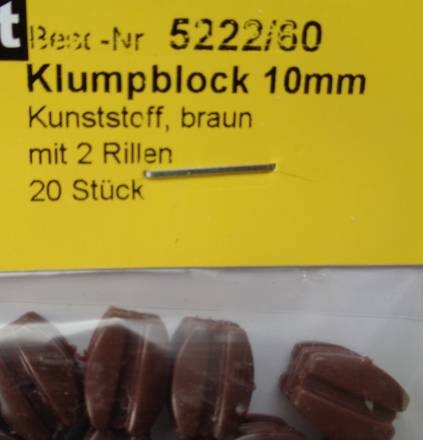 t
Best-Nr 5222/60
Klumpblock 10mm
Kunststoff, braun
mit 2 Rillen
20 Stück